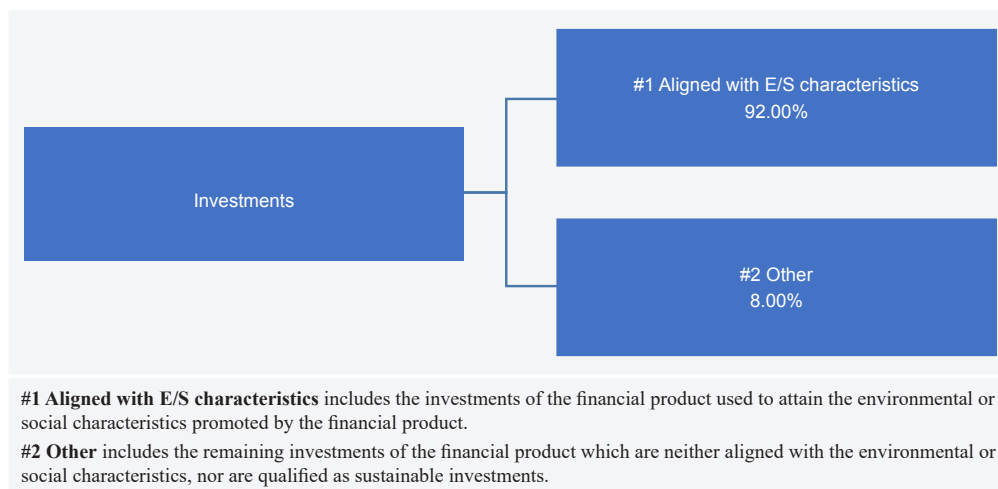 #1 Aligned with E/S characteristics
92.00%
Investments
#2 Other
8.00%
#1 Aligned with E/S characteristics includes the investments of the financial product used to attain the environmental or
social characteristics promoted by the financial product.
#2 Other includes the remaining investments of the financial product which are neither aligned with the environmental or
social characteristics, nor are qualified as sustainable investments.